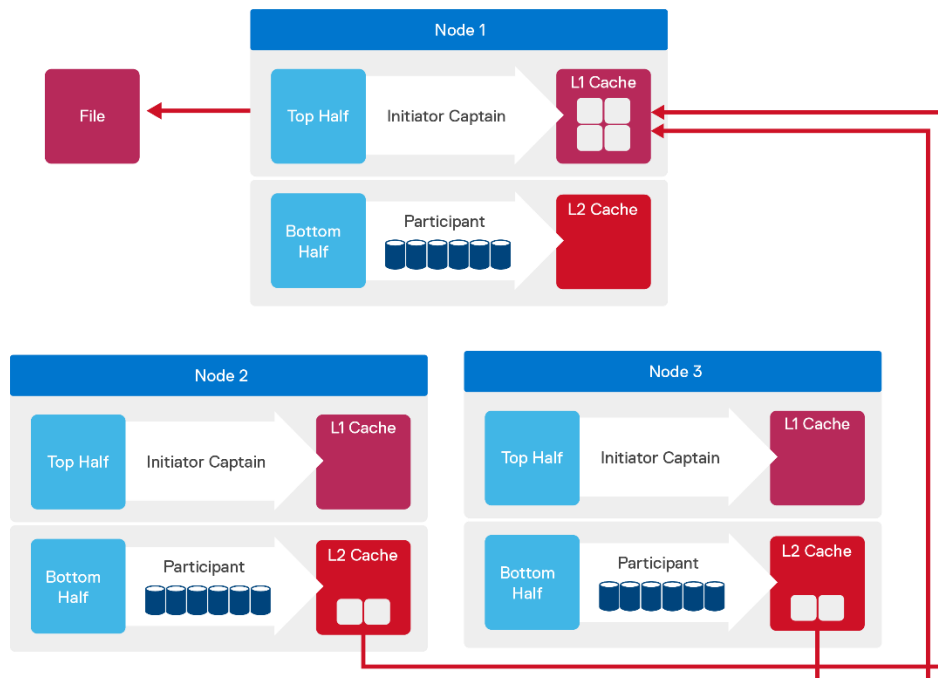 Node 1
File
Top Half
Initiator Captain
L1 Cache
Bottom
Half
Participant
L2 Cache
Node 2
Top Half
Initiator Captain
L1 Cache
Bottom
Half
Participant
L2 Cache
Node 3
Top Half
Initiator Captain
L1 Cache
Bottom
Half
Participant
L2 Cache